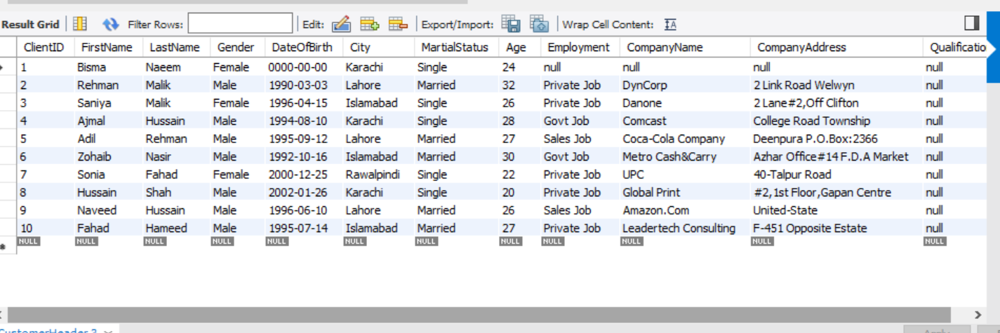 Result Grid Filter Rows: Edit: Export/Import: Wrap Cell Content: IA
ClientID FirstName LastName Gender DateOfBirth City MartialStatus Age Employment CompanyName CompanyAddress Qualificatio
1 Bisma Naeem Female 0000-00-00 Karachi Single 24 null null null null
2 Rehman Malik Male 1990-03-03 Lahore Married 32 Private Job DynCorp 2 Link Road Welwyn null
3 Saniya Malik Female 1996-04-15 Islamabad Single 26 Private Job Danone 2 Lane#2,Off Clifton null
4 Ajmal Hussain Male 1994-08-10 Karachi Single 28 Govt Job Comcast College Road Township null
5 Adil Rehman Male 1995-09-12 Lahore Married 27 Sales Job Coca-Cola Company Deenpura P.O.Box:2366 null
6 Zohaib Nasir Male 1992-10-16 Islamabad Married 30 Govt Job Metro Cash&Carry Azhar Office#14 F.D.A Market null
7 Sonia Fahad Female 2000-12-25 Rawalpindi Single 22 Private Job UPC 40-Talpur Road null
8 Hussain Shah Male 2002-01-26 Karachi Single 20 Private Job Global Print #2,1st Floor,Gapan Centre null
9 Naveed Hussain Male 1996-06-10 Lahore Married 26 Sales Job Amazon.Com United-State null
10 Fahad Hameed Male 1995-07-14 Islamabad Married 27 Private Job Leadertech Consulting F-451 Opposite Estate null
NULL NULL NULL NULL NULL NULL NULL NULL NULL NULL NULL NULL
CustomerHeader 3 Apply